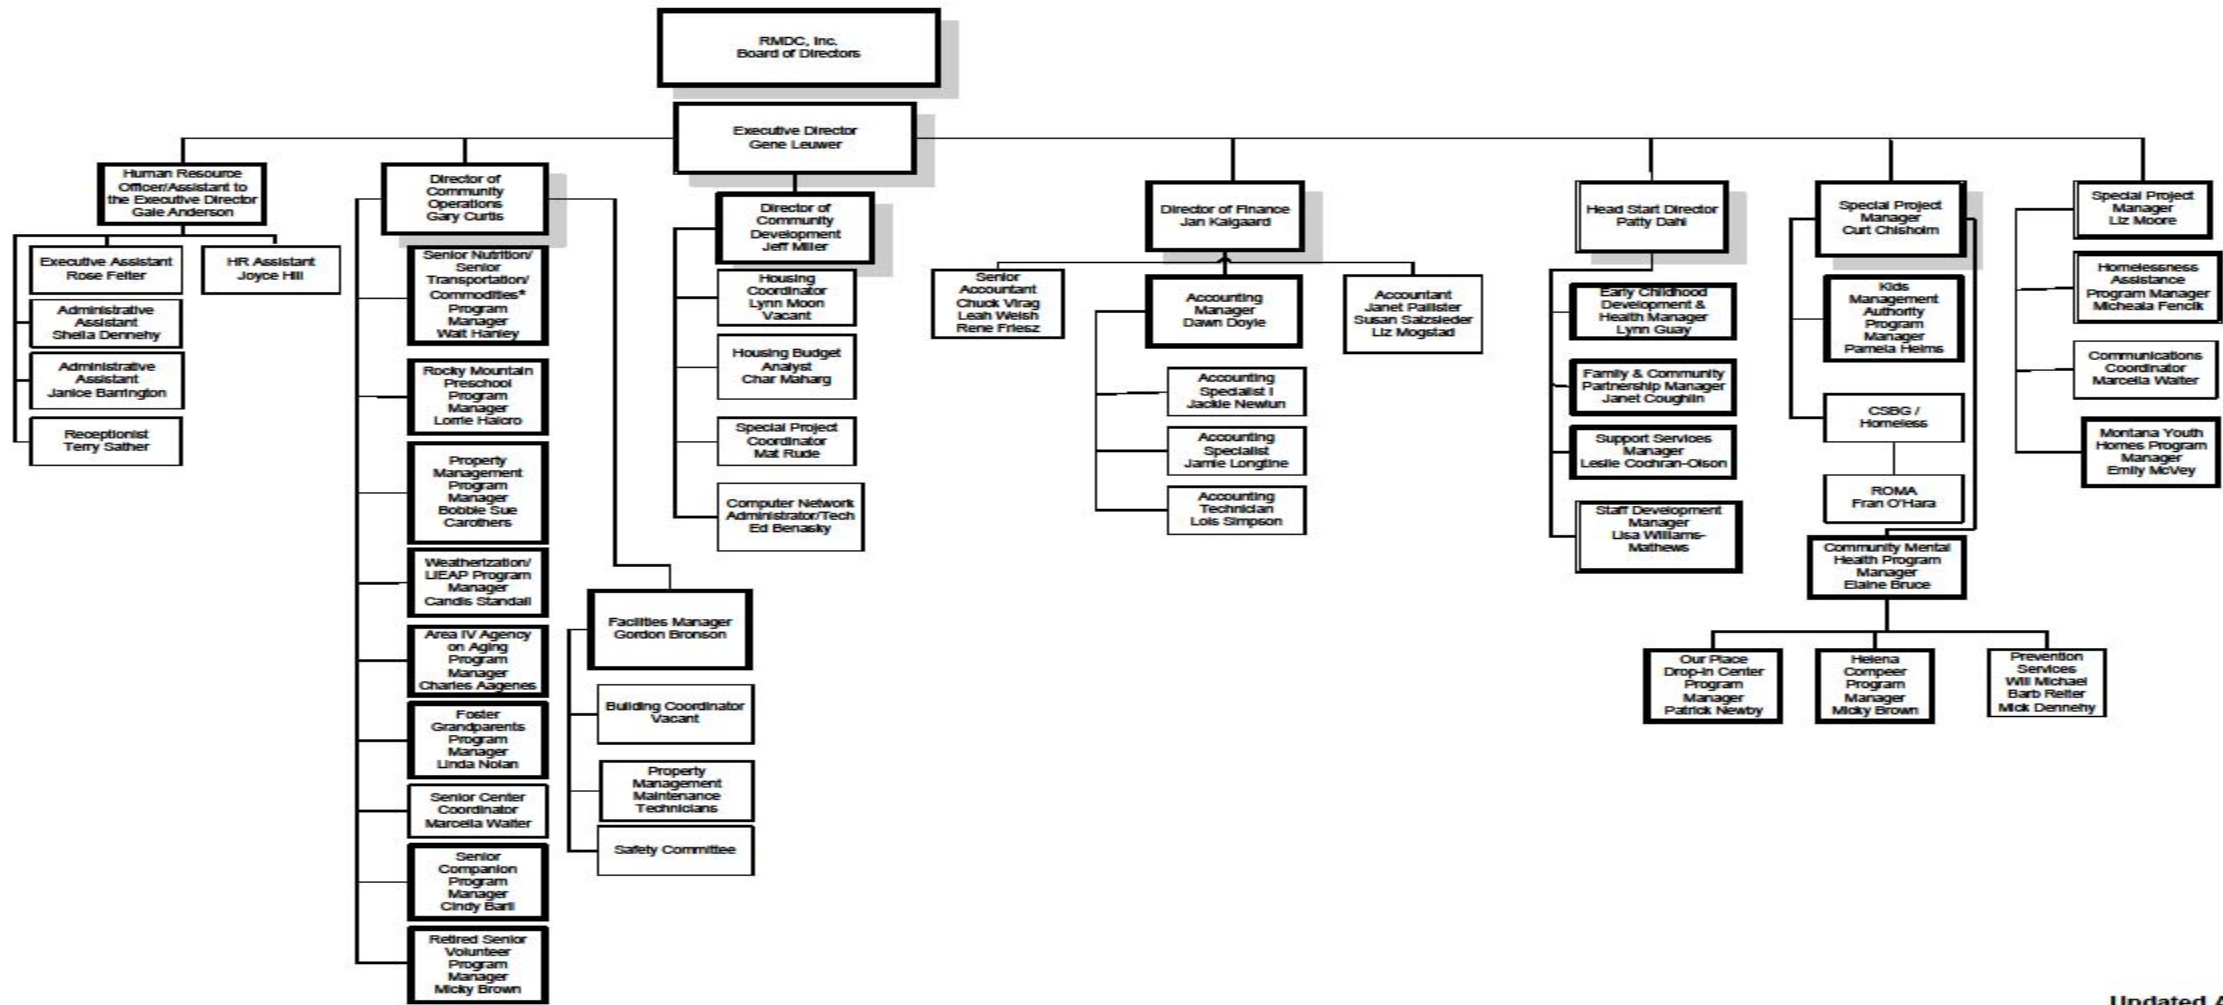 RMDC, Inc.
Board of Directors
Executive Director
Gene Leuwer
Human Resource
Officer/Assistant to
the Executive Director
Gale Anderson
Executive Assistant
Rose Felter
HR Assistant
Joyce Hill
Administrative
Assistant
Sheila Dennehy
Administrative
Assistant
Janice Barrington
Receptionist
Terry Sather
Director of
Community
Operations
Gary Curtis
Senior Nutrition/
Senior
Transportation/
Commodities*
Program
Manager
Walt Hanley
Rocky Mountain
Preschool
Program
Manager
Lorrie Halcro
Property
Management
Program
Manager
Bobbie Sue
Carothers
Weatherization/
LIEAP Program
Manager
Candis Standall
Area IV Agency
on Aging
Program
Manager
Charles Aagenes
Foster
Grandparents
Program
Manager
Linda Nolan
Senior Center
Coordinator
Marcella Walter
Senior
Companion
Program
Manager
Cindy Baril
Retired Senior
Volunteer
Program
Manager
Micky Brown
Facilities Manager
Gordon Bronson
Building Coordinator
Vacant
Property
Management
Maintenance
Technicians
Safety Committee
Director of
Community
Development
Jeff Miller
Housing
Coordinator
Lynn Moon
Vacant
Housing Budget
Analyst
Char Maharg
Special Project
Coordinator
Mat Rude
Computer Network
Administrator/Tech
Ed Benasky
Director of Finance
Jan Kalgaard
Senior
Accountant
Chuck Virag
Leah Welsh
Rene Friesz
Accounting
Manager
Dawn Doyle
Accounting
Specialist I
Jackie Newlun
Accounting
Specialist
Jamie Longtine
Accounting
Technician
Lois Simpson
Accountant
Janet Pallister
Susan Salzsieder
Liz Mogstad
Head Start Director
Patty Dahl
Early Childhood
Development &
Health Manager
Lynn Guay
Family & Community
Partnership Manager
Janet Coughlin
Support Services
Manager
Leslie Cochran-Olson
Staff Development
Manager
Lisa Williams-
Mathews
Special Project
Manager
Curt Chisholm
Kids
Management
Authority
Program
Manager
Pamela Helms
CSBG /
Homeless
ROMA
Fran O'Hara
Community Mental
Health Program
Manager
Elaine Bruce
Our Place
Drop-in Center
Program
Manager
Patrick Newby
Helena
Compeer
Program
Manager
Micky Brown
Prevention
Services
Will Michael
Barb Reiter
Mick Dennehy
Special Project
Manager
Liz Moore
Homelessness
Assistance
Program Manager
Micheala Fencik
Communications
Coordinator
Marcella Walter
Montana Youth
Homes Program
Manager
Emily McVey
Updated